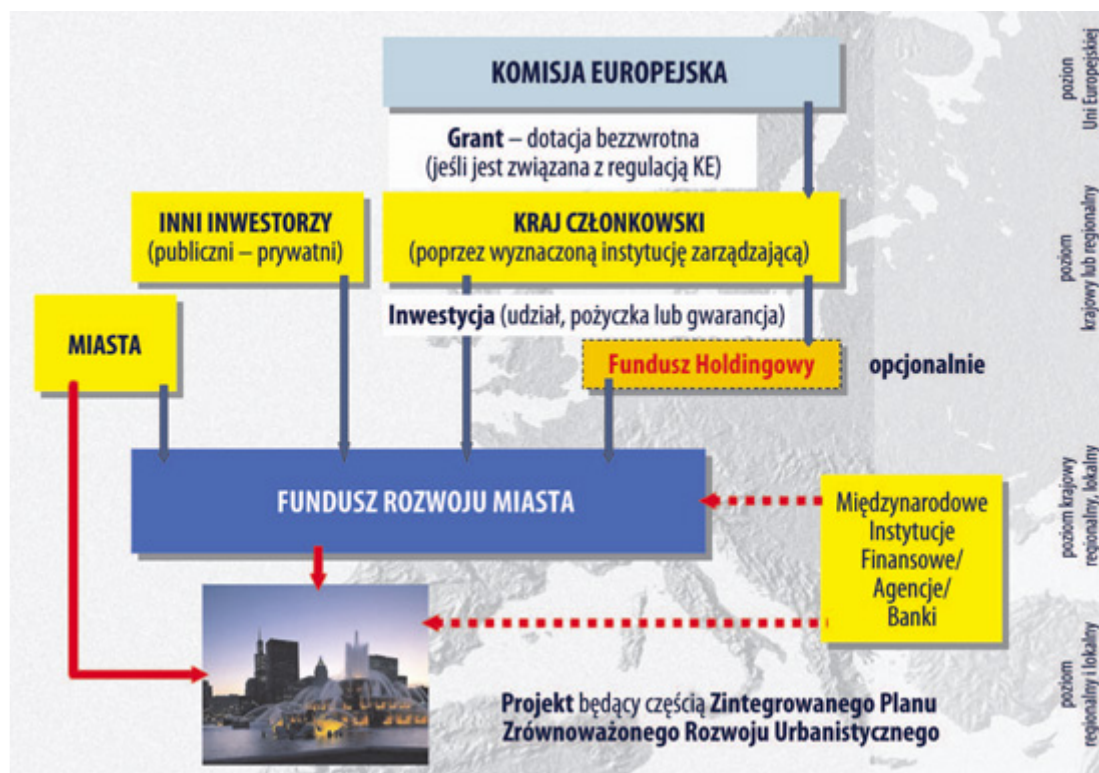 KOMISJA EUROPEJSKA
pozion
Uni Europejskiej
Grant – dotacja bezzwrotna
(jeśli jest związana z regulacją KE)
INNI INWESTORZY
(publiczni – prywatni)
KRAJ CZŁONKOWSKI
(poprzez wyznaczoną instytucję zarządzającą)
poziom
krajowy lub regionalny
Inwestycja (udział, pożyczka lub gwarancja)
MIASTA
Fundusz Holdingowy
opcjonalnie
FUNDUSZ ROZWOJU MIASTA
poziom krajowy
regionalny, lokalny
Międzynarodowe
Instytucje
Finansowe/
Agencje/
Banki
Projekt będący częścią Zintegrowanego Planu
Zrównoważonego Rozwoju Urbanistycznego
poziom
regionalny i lokalny